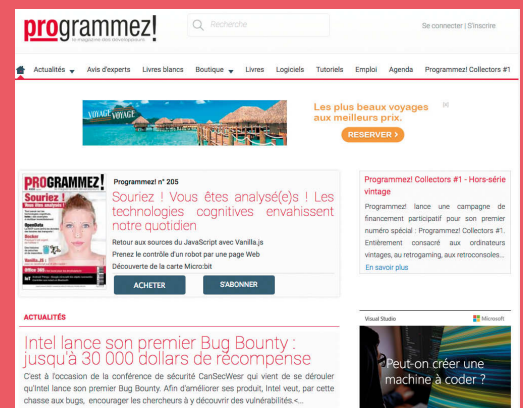 programmez!
le magazine des développeurs
Recherche
Se connecter | S'inscrire
Actualités
Avis d'experts
Livres blancs
Boutique
Livres
Logiciels
Tutoriels
Emploi
Agenda
Programmez! Collectors #1
VOYAGE VOYAGE
Les plus beaux voyages
aux meilleurs prix.
RESERVER >
PROGRAMMEZ!
Souriez !
Vous êtes analysé(e)s !
Programmez! n° 205
Souriez ! Vous êtes analysé(e)s ! Les
technologies cognitives envahissent
notre quotidien
Retour aux sources du JavaScript avec Vanilla.js
Prenez le contrôle d'un robot par une page Web
Découverte de la carte Micro:bit
ACHETER
S'ABONNER
Programmez! Collectors #1 - Hors-série
vintage
Programmez! lance une campagne de
financement participatif pour son premier
numéro spécial : Programmez! Collectors #1.
Entièrement consacré aux ordinateurs
vintages, au retrogaming, aux retroconsoles...
En savoir plus
ACTUALITÉS
Intel lance son premier Bug Bounty :
jusqu'à 30 000 dollars de récompense
C'est à l'occasion de la conférence de sécurité CanSecWesr qui vient de se dérouler
qu'Intel lance son premier Bug Bounty. Afin d'améliorer ses produit, Intel veut, par cette
chasse aux bugs, encourager les chercheurs à y découvrir des vulnérabilités.<...
Visual Studio
Microsoft
Peut-on créer une
machine à coder ?